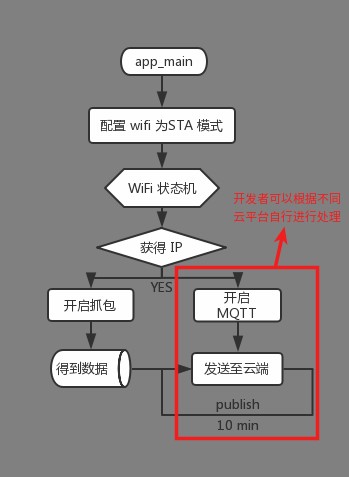 app_main
配置 wifi 为STA 模式
WiFi 状态机
开发者可以根据不同
云平台自行进行处理
获得 IP
YES
开启抓包
开启
MQTT
得到数据
发送至云端
publish
10 min